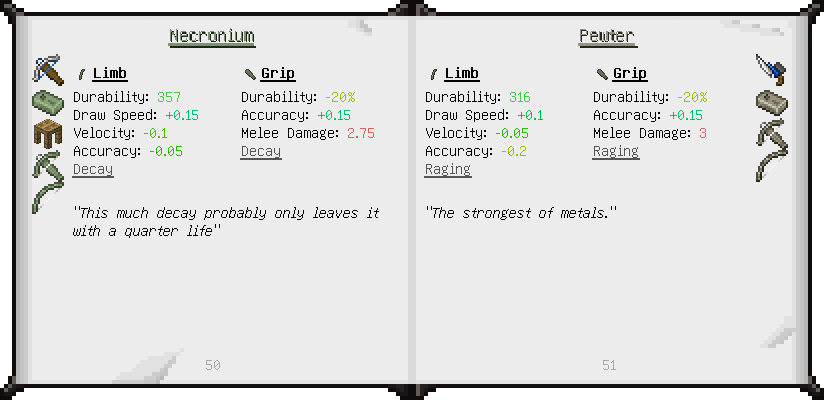 Necronium
Limb
Durability: 357
Draw Speed: +0.15
Velocity: -0.1
Accuracy: -0.05
Decay
Grip
Durability: -20%
Accuracy: +0.15
Melee Damage: 2.75
Decay
"This much decay probably only leaves it
with a quarter life"
50
Pewter
Limb
Durability: 316
Draw Speed: +0.1
Velocity: -0.05
Accuracy: -0.2
Raging
Grip
Durability: -20%
Accuracy: +0.15
Melee Damage: 3
Raging
"The strongest of metals."
51